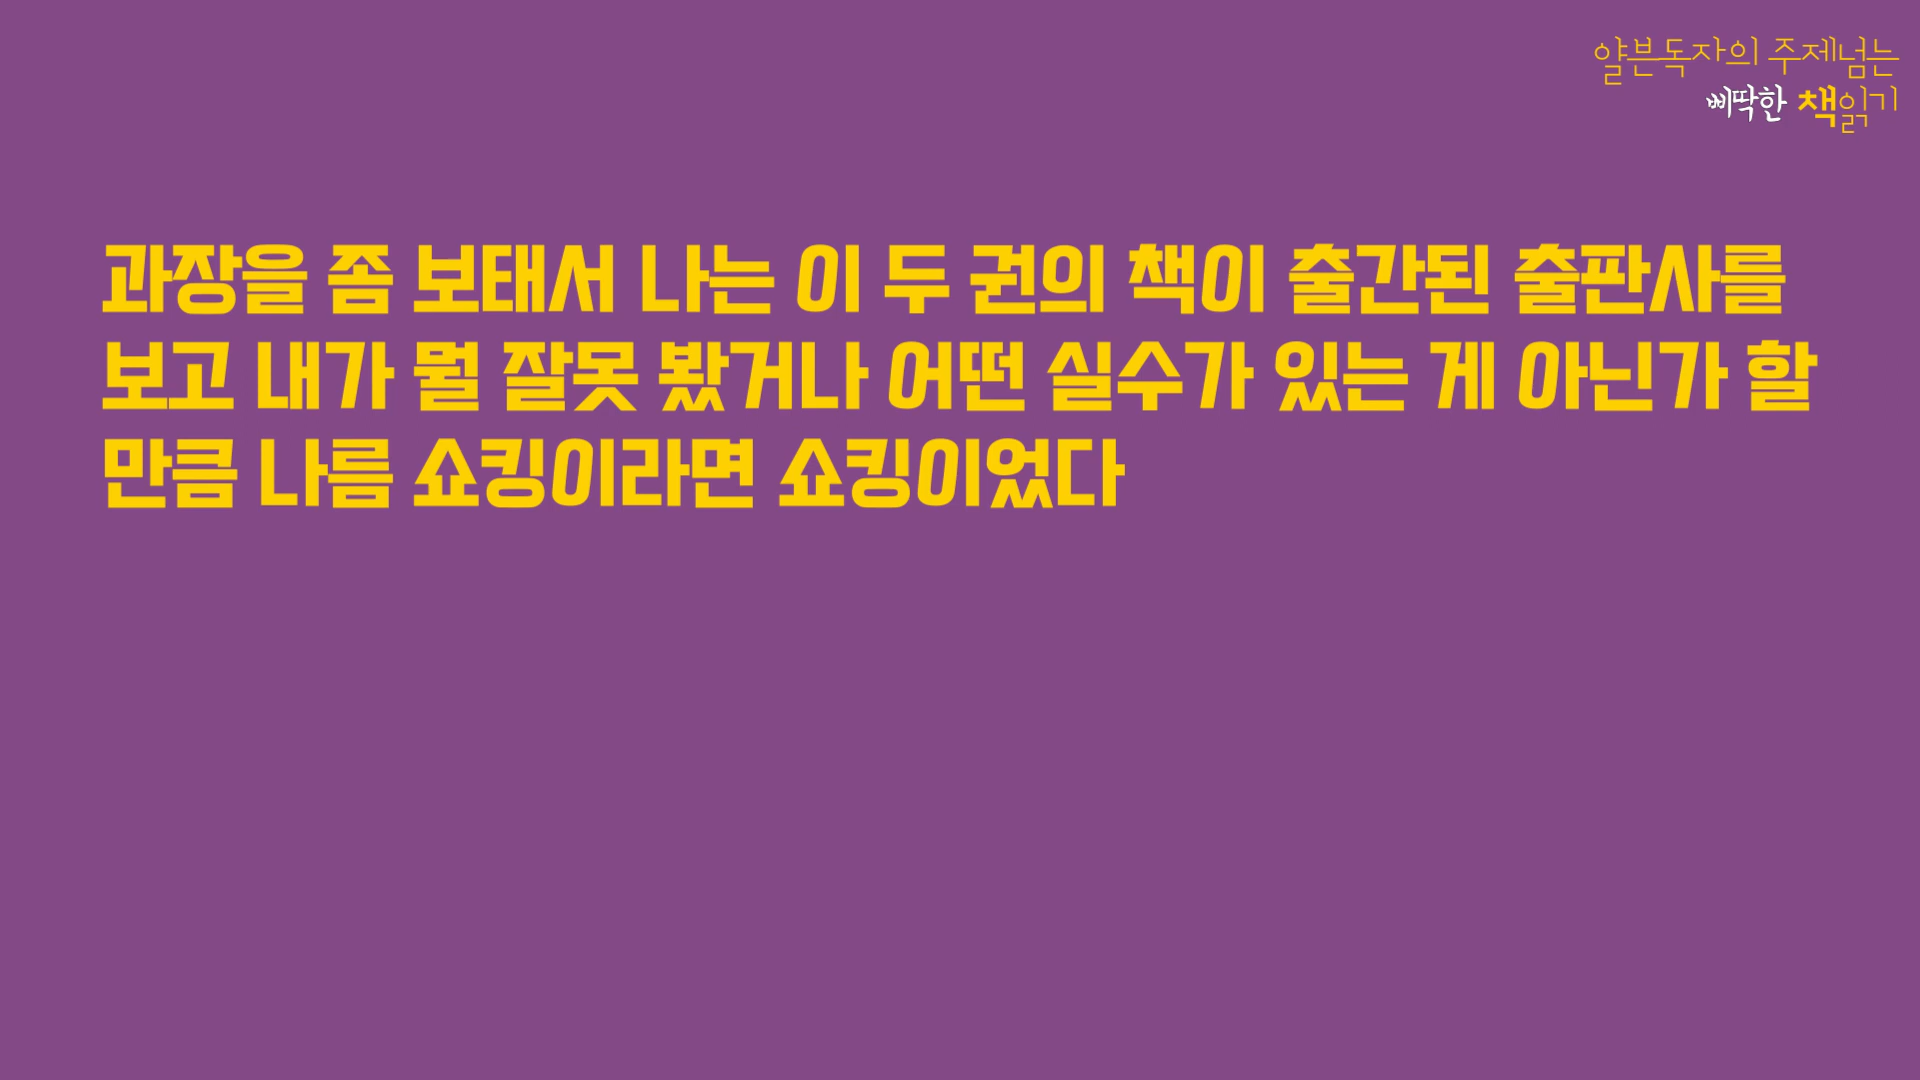 얄븐독자의 주제넘는
삐딱한 책읽기
과장을 좀 보태서 나는 이 두 권의 책이 출간된 출판사를
보고 내가 뭘 잘못 봤거나 어떤 실수가 있는 게 아닌가 할
만큼 나름 쇼킹이라면 쇼킹이었다